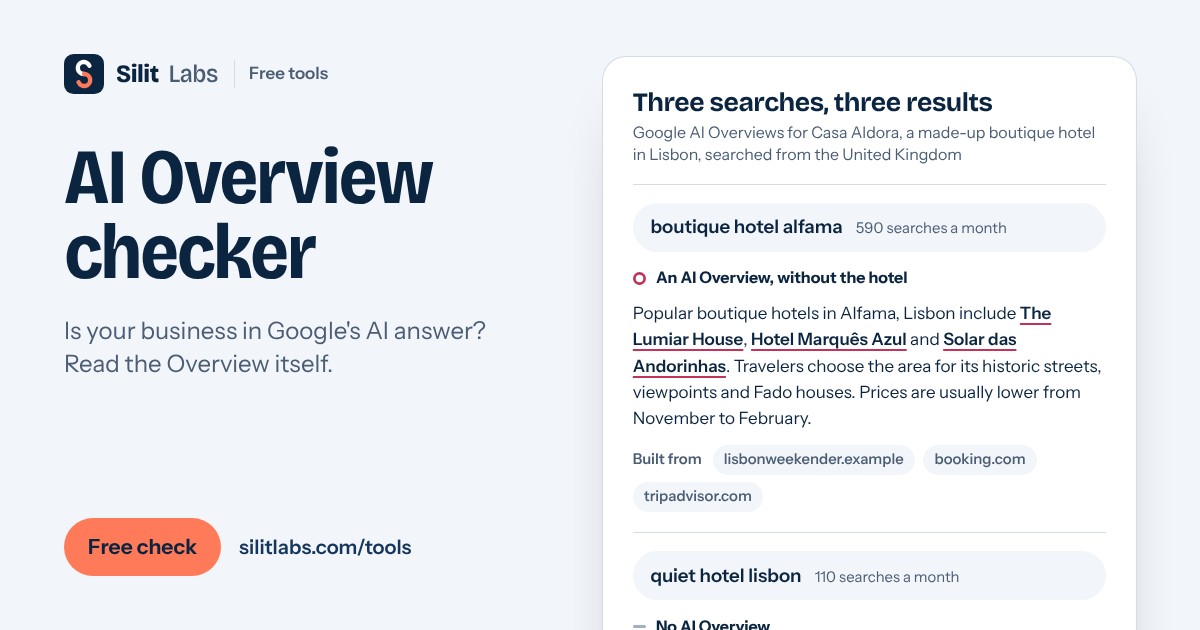 Silit Labs Free tools
AI Overview
checker
Is your business in Google's AI answer?
Read the Overview itself.
Free check silitlabs.com/tools
Three searches, three results
Google AI Overviews for Casa Aldora, a made-up boutique hotel
in Lisbon, searched from the United Kingdom
boutique hotel alfama 590 searches a month
An AI Overview, without the hotel
Popular boutique hotels in Alfama, Lisbon include The
Lumiar House, Hotel Marquês Azul and Solar das
Andorinhas. Travelers choose the area for its historic streets,
viewpoints and Fado houses. Prices are usually lower from
November to February.
Built from lisbonweekender.example booking.com
tripadvisor.com
quiet hotel lisbon 110 searches a month
No AI Overview